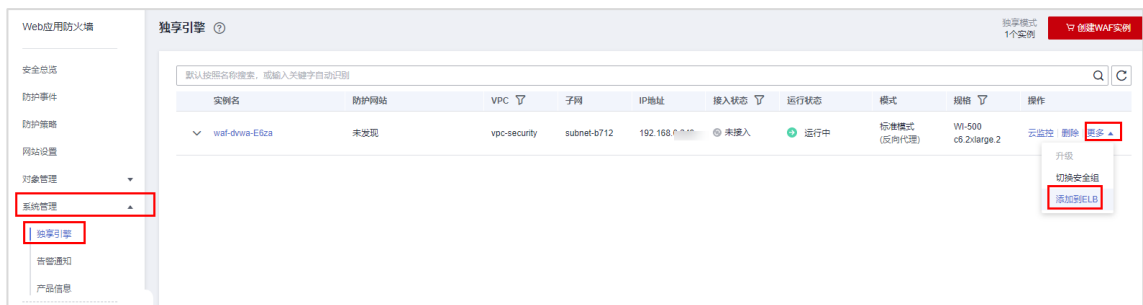 Web应用防火墙
安全总览
防护事件
防护策略
网站设置
对象管理
系统管理
独享引擎
告警通知
产品信息
独享引擎
独享模式
1个实例
创建WAF实例
默认按照名称搜索，或输入关键字自动识别
实例名 防护网站 VPC 子网 IP地址 接入状态 运行状态 模式 规格 操作
waf-dvwa-E6za 未发现 vpc-security subnet-b712 192.168. 未接入 运行中 标准模式 (反向代理) WI-500 c6.2xlarge.2 云监控 删除 更多
升级
切换安全组
添加到ELB